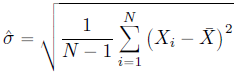 σ̂ = √( 1/(N − 1) ∑_{i=1}^{N} (X_i − X̄)² )